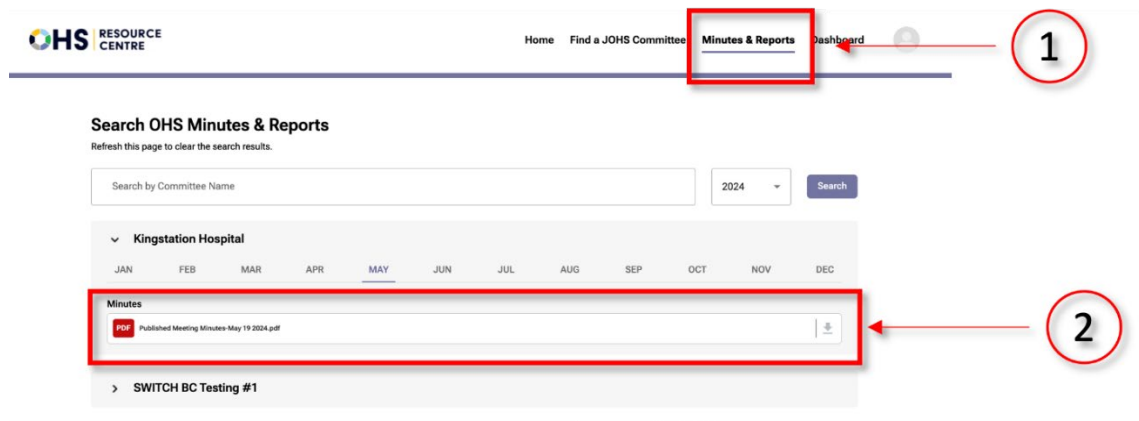 OHS RESOURCE CENTRE
Home Find a JOHS Committee Minutes & Reports Dashboard
1
Search OHS Minutes & Reports
Refresh this page to clear the search results.
Search by Committee Name 2024 Search
Kingstation Hospital
JAN FEB MAR APR MAY JUN JUL AUG SEP OCT NOV DEC
Minutes
PDF Published Meeting Minutes-May 19 2024.pdf
2
SWITCH BC Testing #1